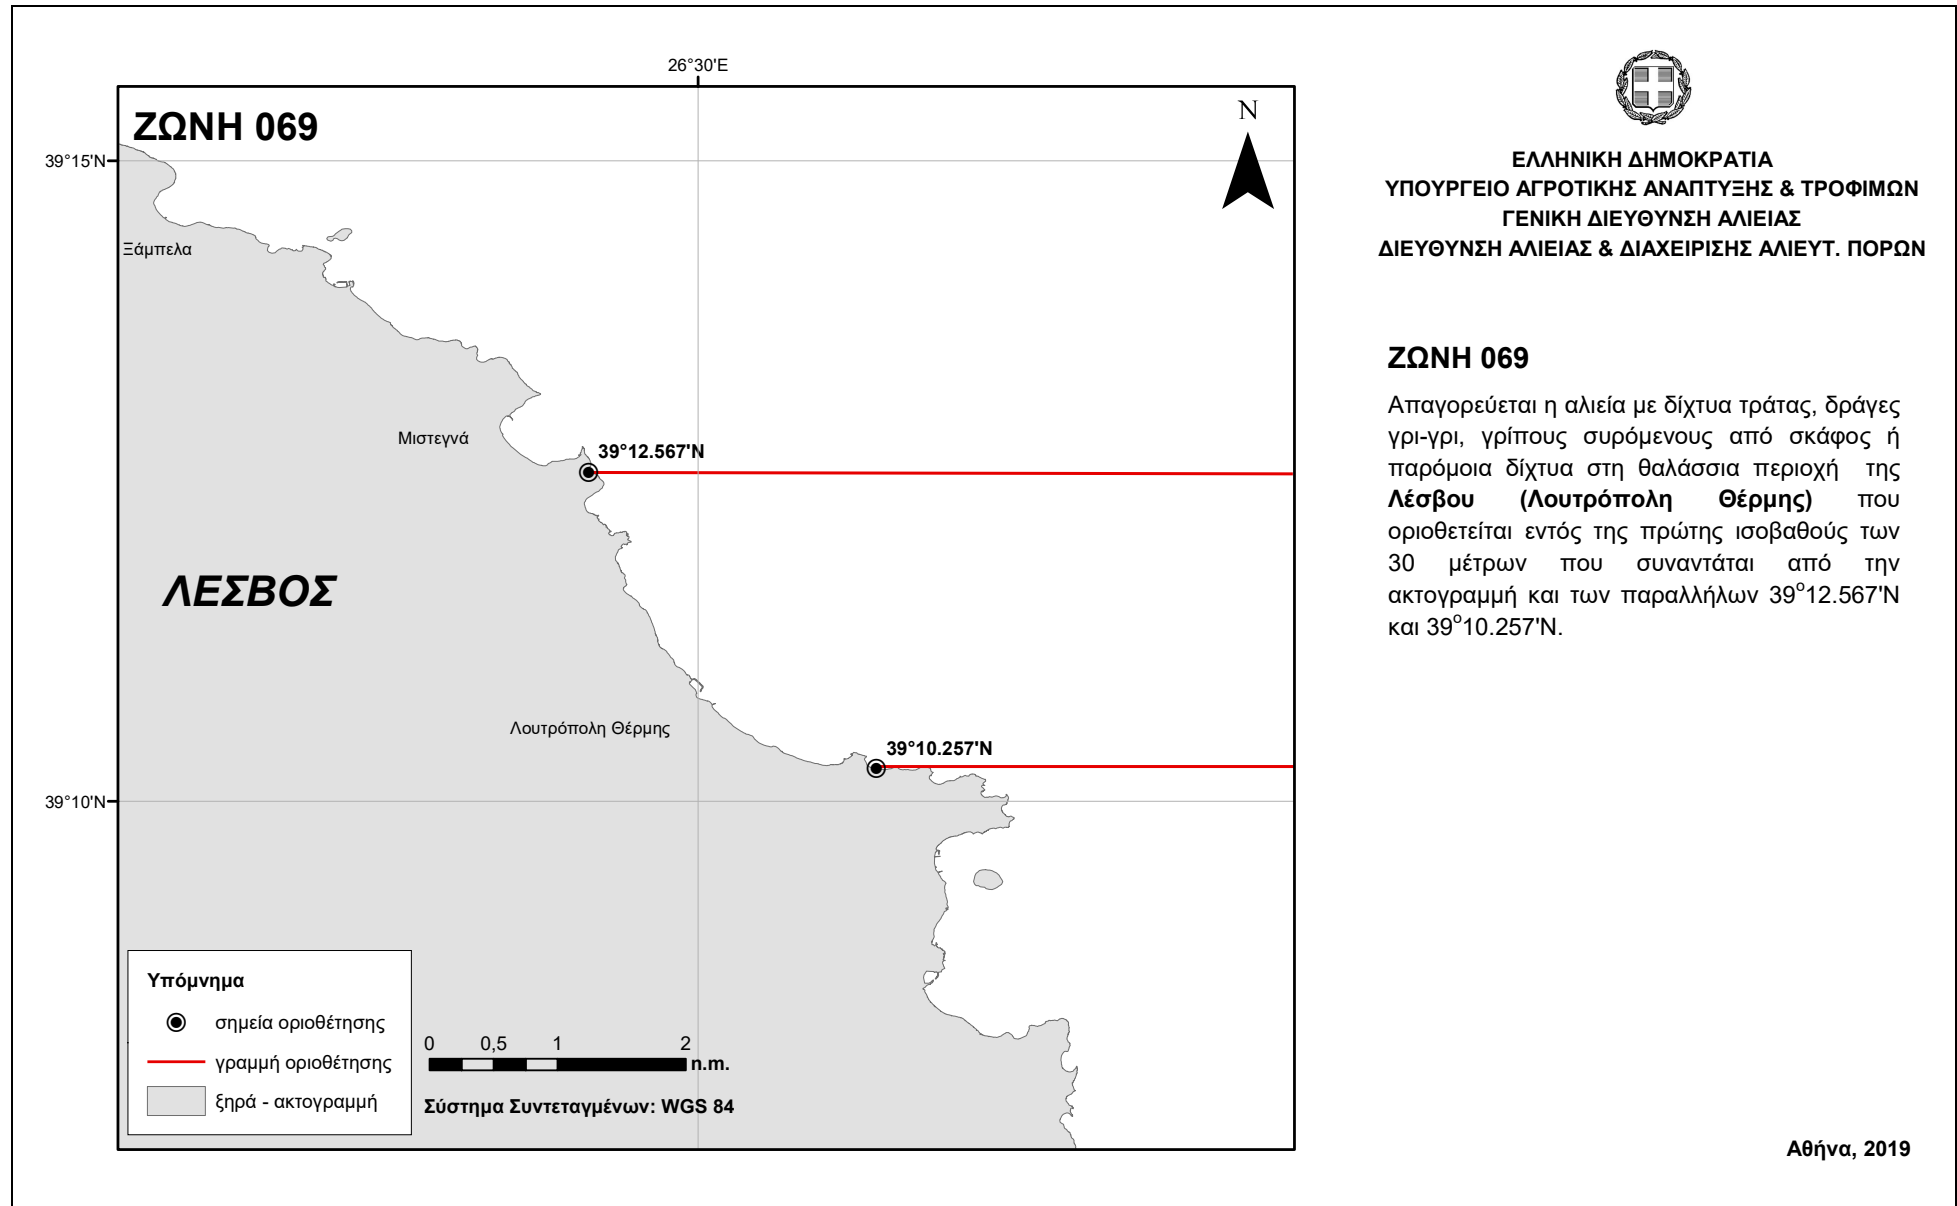 26°30'E
ΖΩΝΗ 069
N
39°15'N
Ξάμπελα
Μιστεγνά
39°12.567'N
ΛΕΣΒΟΣ
Λουτρόπολη Θέρμης
39°10.257'N
39°10'N
Υπόμνημα
σημεία οριοθέτησης
γραμμή οριοθέτησης
ξηρά - ακτογραμμή
0 0,5 1 2
n.m.
Σύστημα Συντεταγμένων: WGS 84
ΕΛΛΗΝΙΚΗ ΔΗΜΟΚΡΑΤΙΑ
ΥΠΟΥΡΓΕΙΟ ΑΓΡΟΤΙΚΗΣ ΑΝΑΠΤΥΞΗΣ & ΤΡΟΦΙΜΩΝ
ΓΕΝΙΚΗ ΔΙΕΥΘΥΝΣΗ ΑΛΙΕΙΑΣ
ΔΙΕΥΘΥΝΣΗ ΑΛΙΕΙΑΣ & ΔΙΑΧΕΙΡΙΣΗΣ ΑΛΙΕΥΤ. ΠΟΡΩΝ
ΖΩΝΗ 069
Απαγορεύεται η αλιεία με δίχτυα τράτας, δράγες
γρι-γρι, γρίπους συρόμενους από σκάφος ή
παρόμοια δίχτυα στη θαλάσσια περιοχή της
Λέσβου (Λουτρόπολη Θέρμης) που
οριοθετείται εντός της πρώτης ισοβαθούς των
30 μέτρων που συναντάται από την
ακτογραμμή και των παραλλήλων 39°12.567'N
και 39°10.257'N.
Αθήνα, 2019